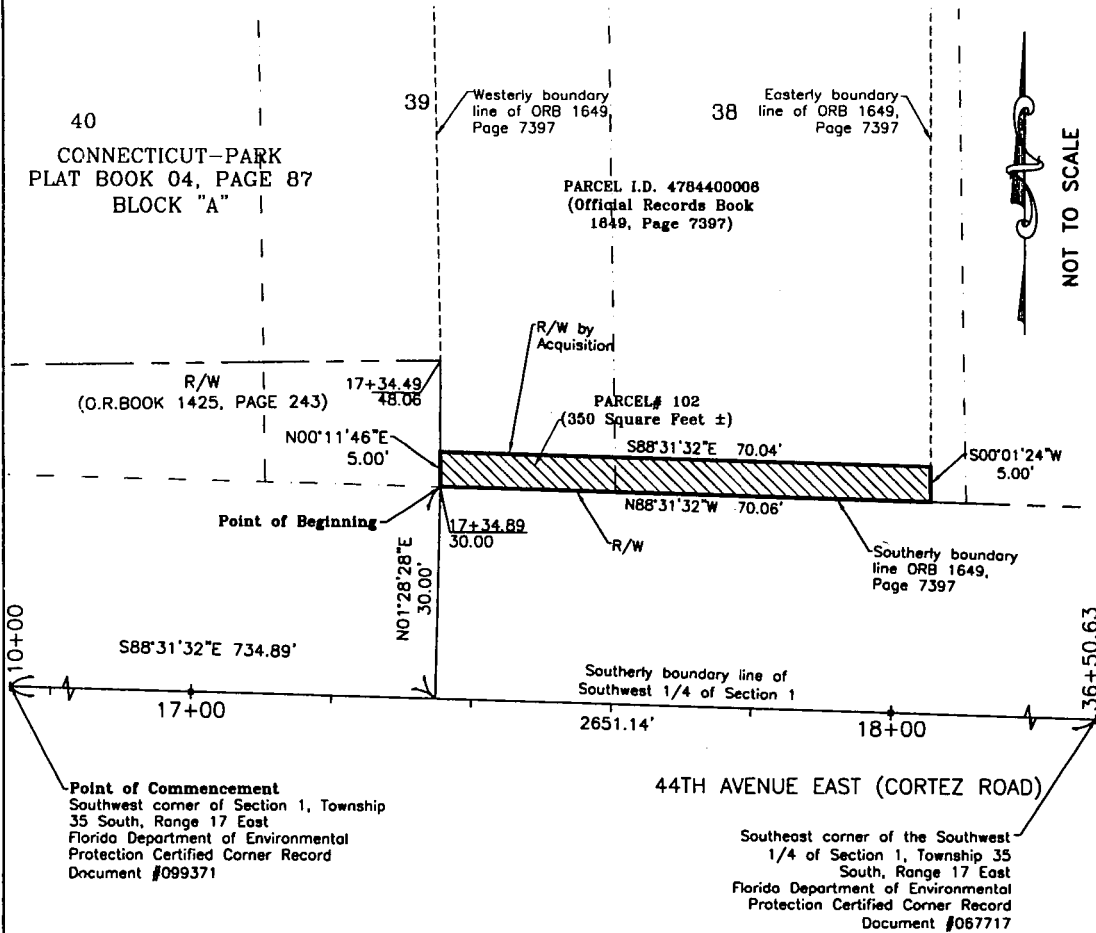 39
Westerly boundary
line of ORB 1649,
Page 7397
38
Easterly boundary
line of ORB 1649,
Page 7397
40
CONNECTICUT-PARK
PLAT BOOK 04, PAGE 87
BLOCK "A"
PARCEL I.D. 4784400008
(Official Records Book
1649, Page 7397)
NOT TO SCALE
R/W by
Acquisition
R/W
(O.R.BOOK 1425, PAGE 243)
17+34.49
48.06
PARCEL# 102
(350 Square Feet ±)
N00°11'46"E
5.00'
S88°31'32"E 70.04'
S00°01'24"W
5.00'
N88°31'32"W 70.06'
Point of Beginning
17+34.89
30.00
R/W
Southerly boundary
line ORB 1649,
Page 7397
N01°28'28"E
30.00'
10+00
S88°31'32"E 734.89'
Southerly boundary line of
Southwest 1/4 of Section 1
36+50.63
17+00
2651.14'
18+00
Point of Commencement
Southwest corner of Section 1, Township
35 South, Range 17 East
Florida Department of Environmental
Protection Certified Corner Record
Document #099371
44TH AVENUE EAST (CORTEZ ROAD)
Southeast corner of the Southwest
1/4 of Section 1, Township 35
South, Range 17 East
Florida Department of Environmental
Protection Certified Corner Record
Document #067717